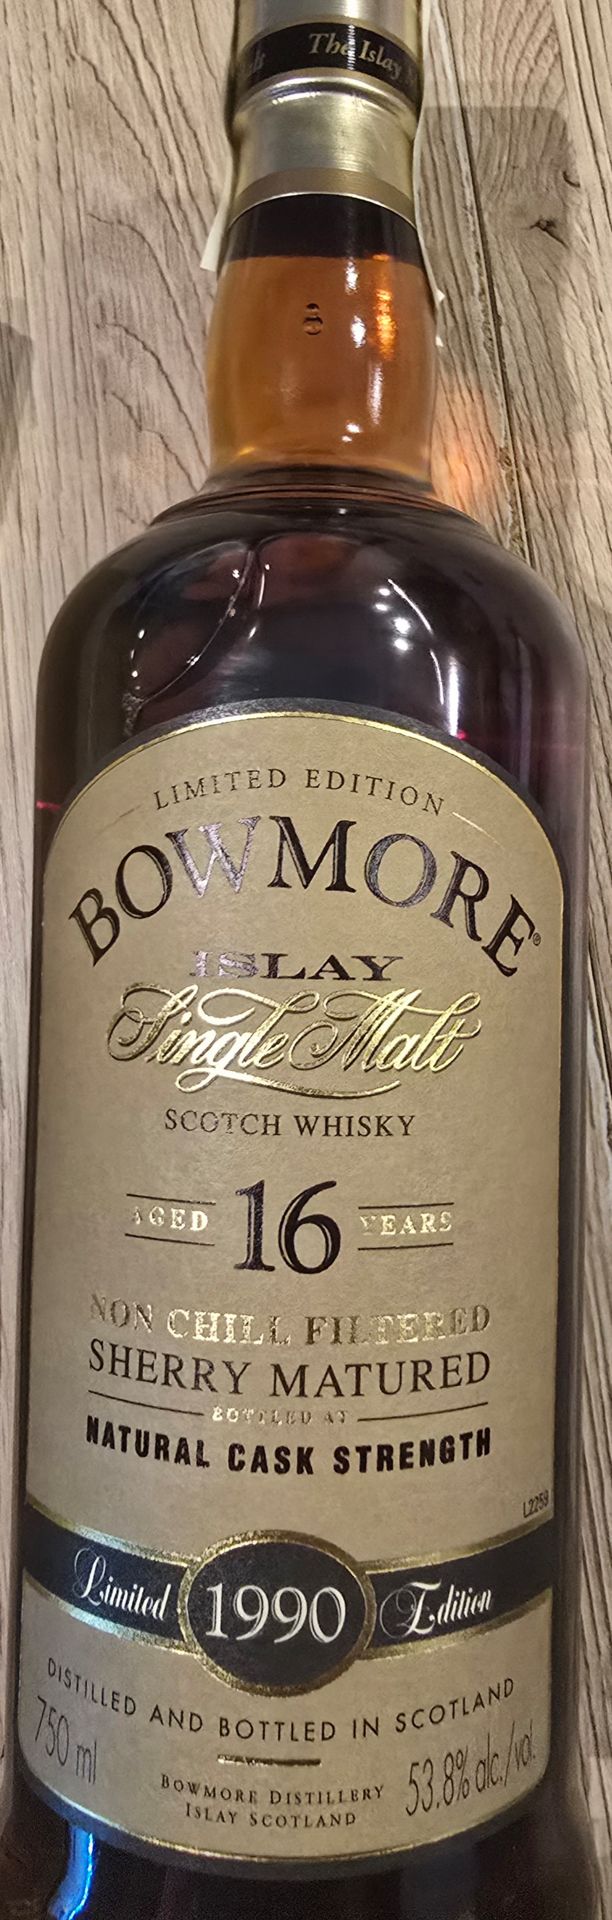 The Islay
LIMITED EDITION
BOWMORE®
ISLAY
Single Malt
SCOTCH WHISKY
AGED 16 YEARS
NON CHILL FILTERED
SHERRY MATURED
BOTTLED AT
NATURAL CASK STRENGTH
L2259
Limited 1990 Edition
DISTILLED AND BOTTLED IN SCOTLAND
750 ml
53.8% alc./vol.
BOWMORE DISTILLERY
ISLAY SCOTLAND